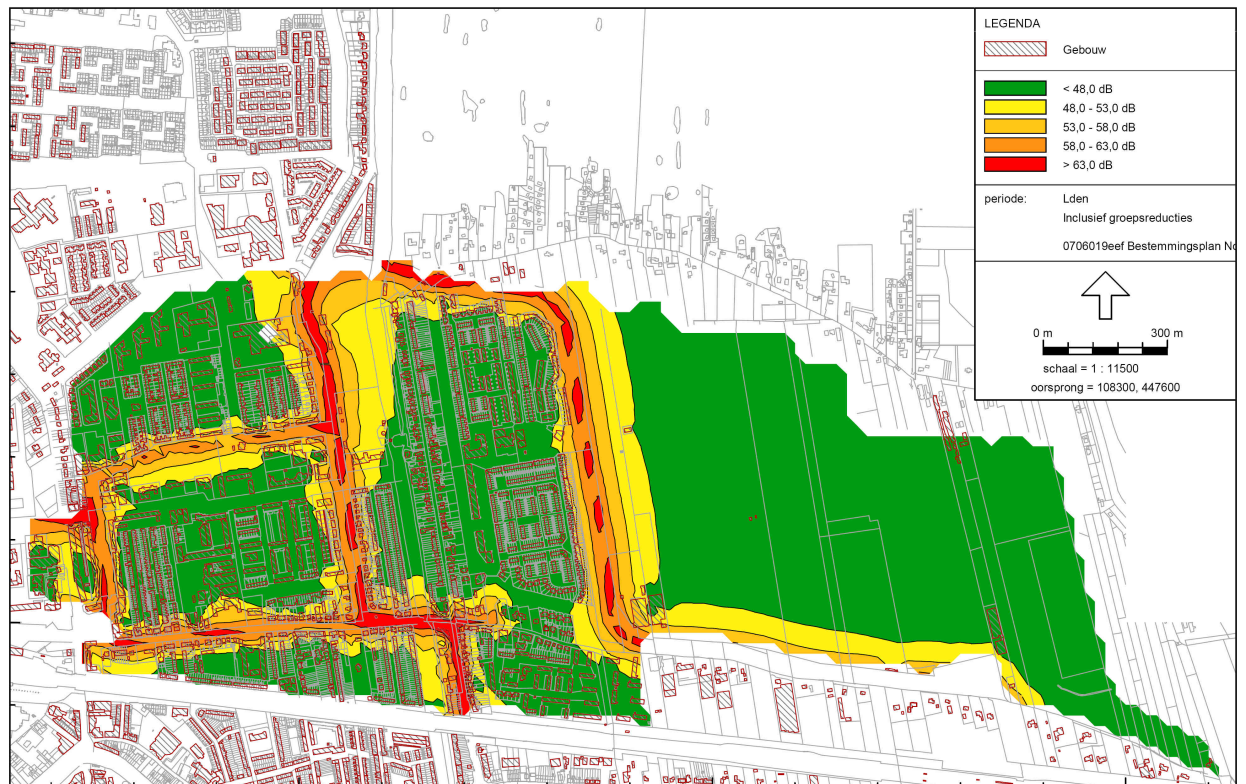 LEGENDA
Gebouw
< 48,0 dB
48,0 - 53,0 dB
53,0 - 58,0 dB
58,0 - 63,0 dB
> 63,0 dB
periode: Lden
Inclusief groepsreducties
0706019eef Bestemmingsplan No
0 m 300 m
schaal = 1 : 11500
oorsprong = 108300, 447600